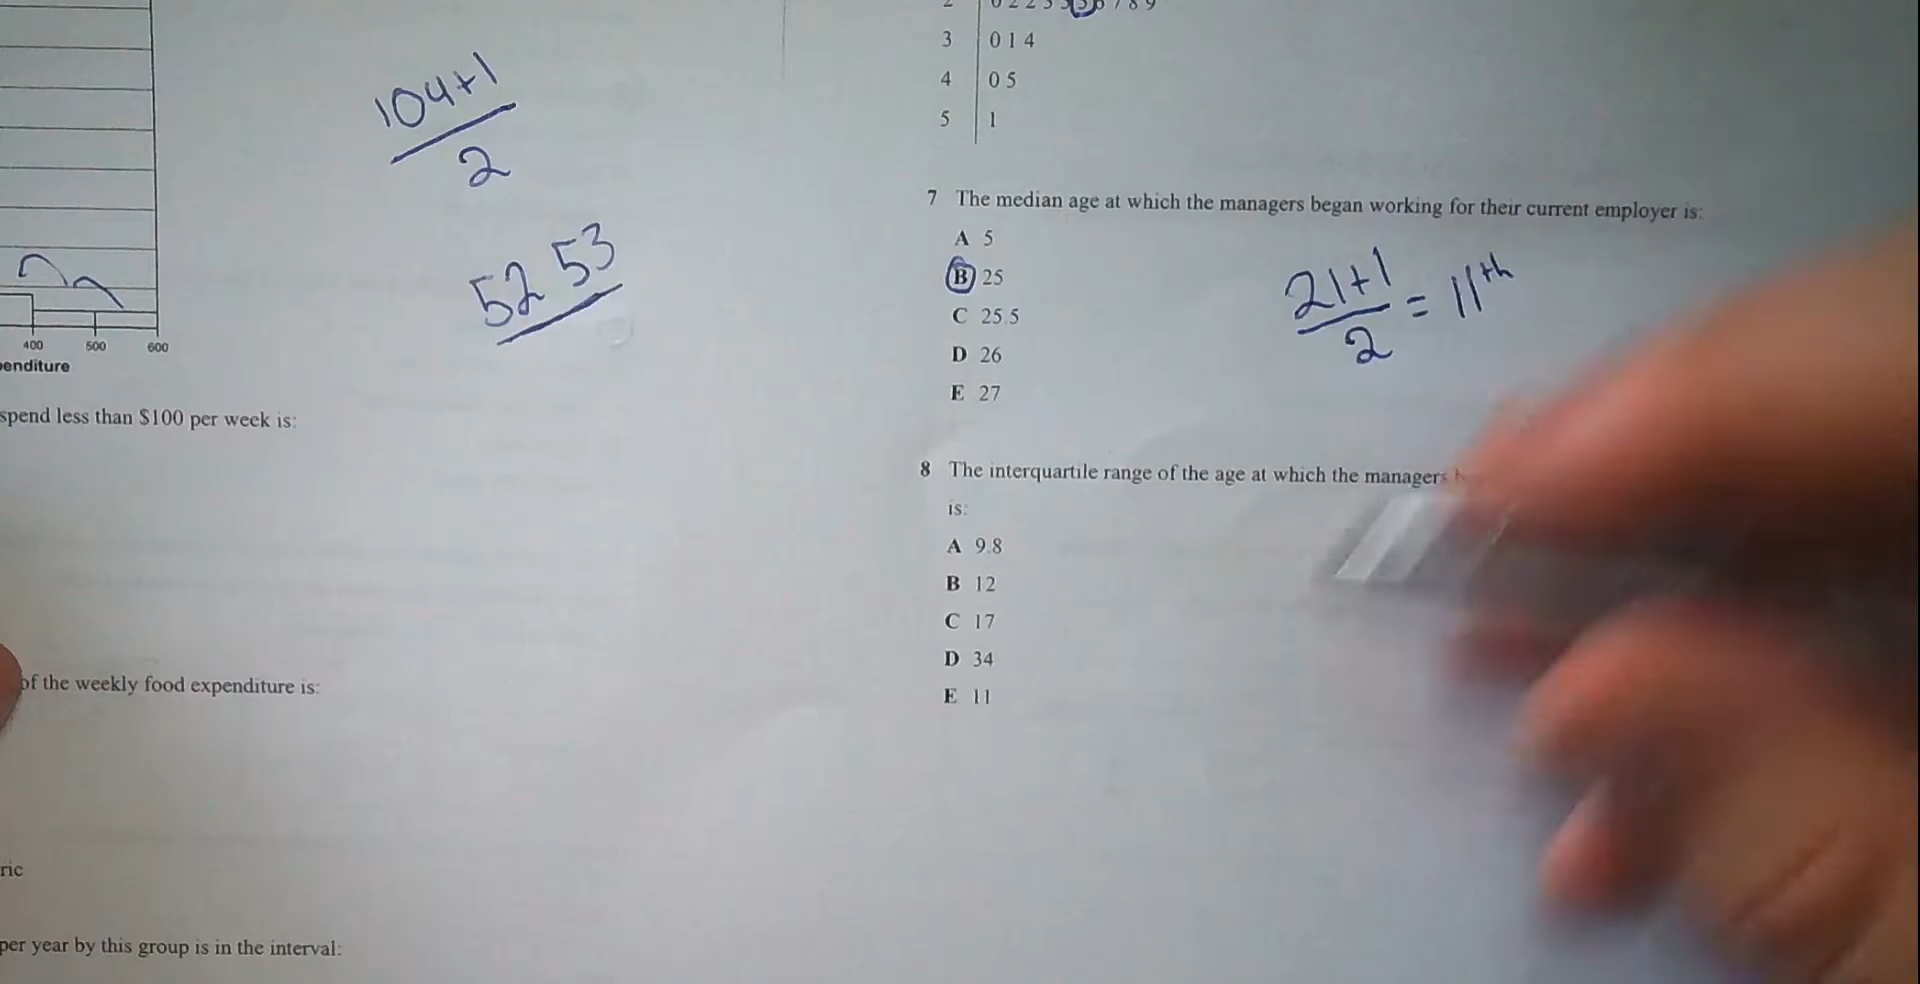 104+1
2
52 53
400 500 600
enditure
spend less than $100 per week is:
of the weekly food expenditure is:
ric
per year by this group is in the interval:
3 0 1 4
4 0 5
5 1
7 The median age at which the managers began working for their current employer is:
A 5
B 25
C 25.5
D 26
E 27
21+1
2
= 11th
8 The interquartile range of the age at which the managers
is:
A 9.8
B 12
C 17
D 34
E 11